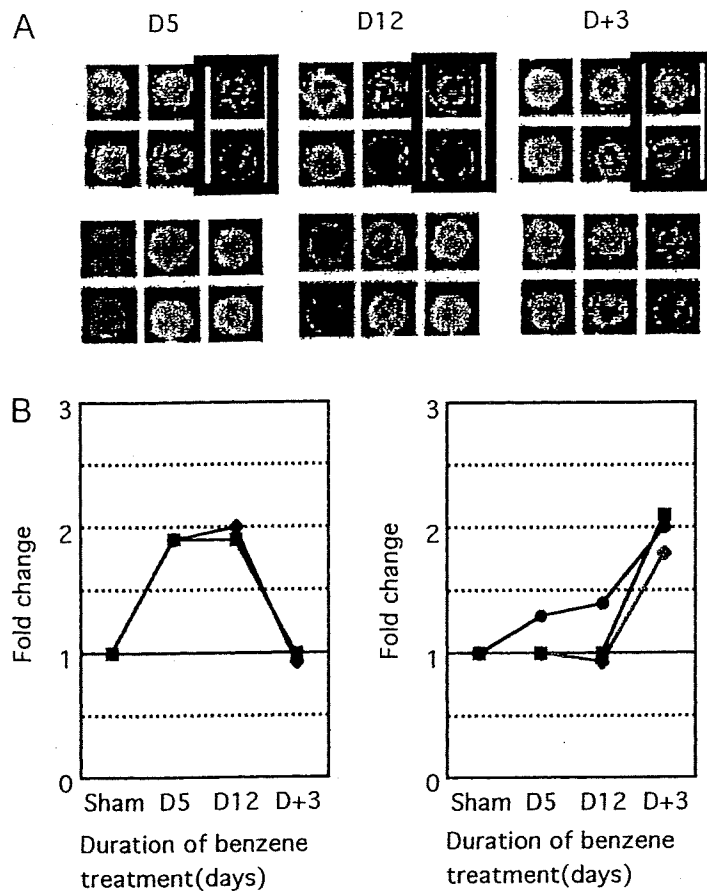 A
D5 D12 D+3
B
3
2
1
0
Fold change
Sham D5 D12 D+3
Duration of benzene
treatment(days)
3
2
1
0
Fold change
Sham D5 D12 D+3
Duration of benzene
treatment(days)